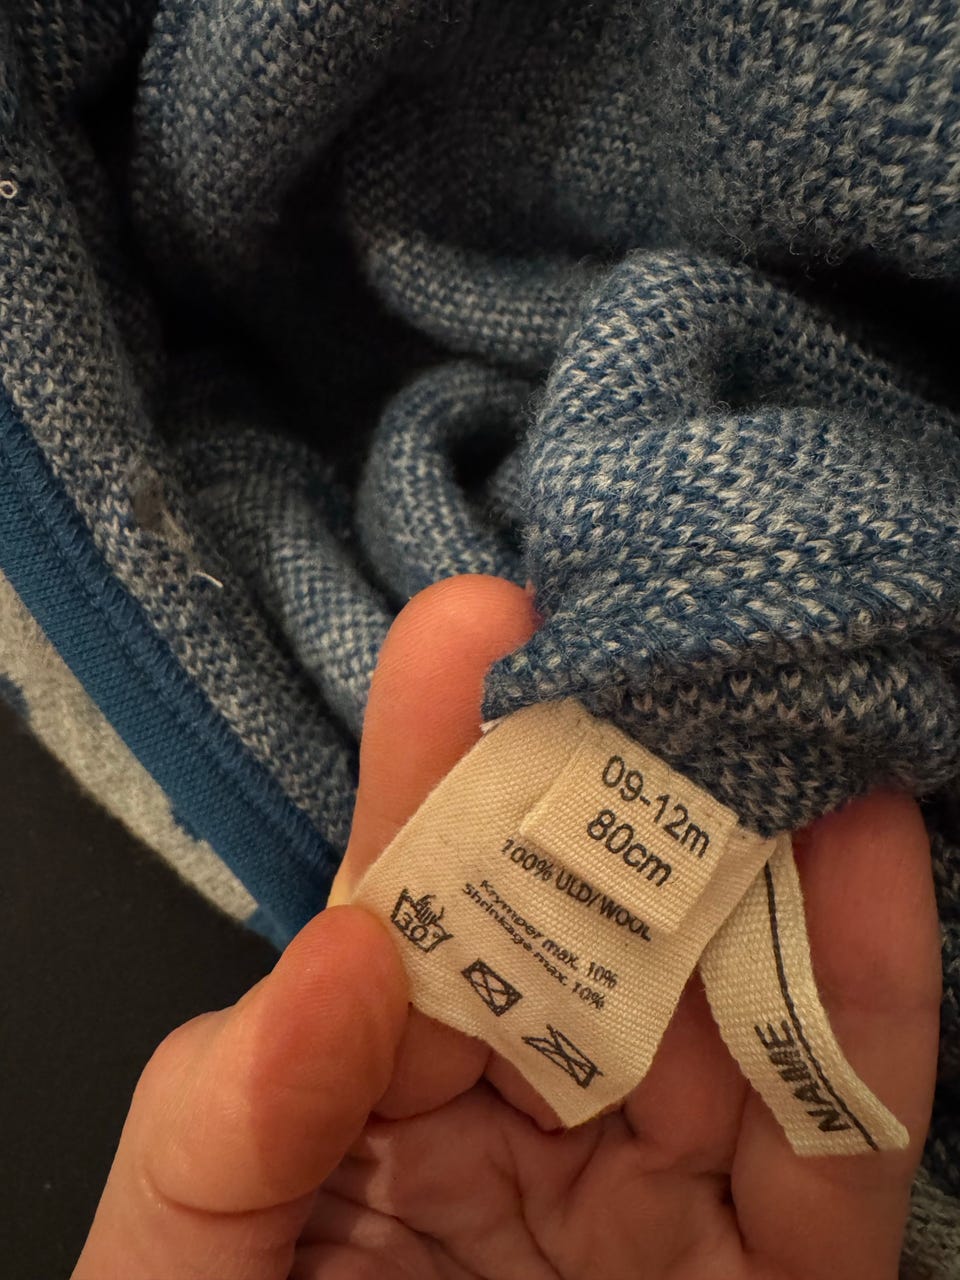 09-12m
80cm
100% ULD/WOOL
Krymper max. 10%
Shrinkage max. 10%
30°
NAME